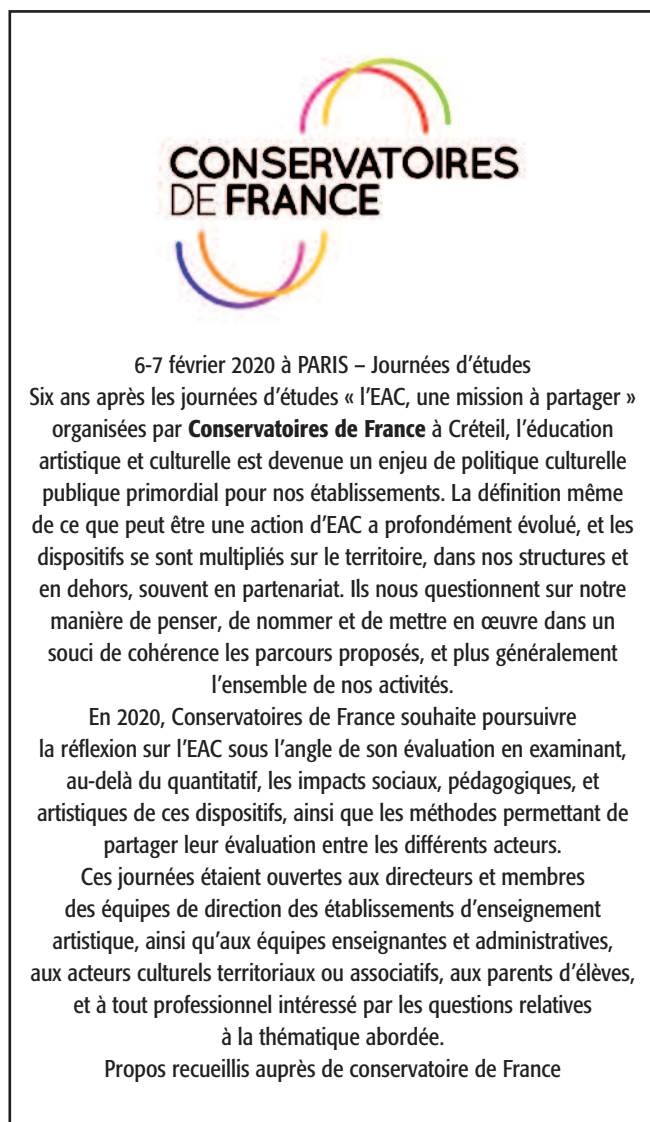 CONSERVATOIRES
DE FRANCE
6-7 février 2020 à PARIS – Journées d’études
Six ans après les journées d’études « l’EAC, une mission à partager »
organisées par Conservatoires de France à Créteil, l’éducation
artistique et culturelle est devenue un enjeu de politique culturelle
publique primordial pour nos établissements. La définition même
de ce que peut être une action d’EAC a profondément évolué, et les
dispositifs se sont multipliés sur le territoire, dans nos structures et
en dehors, souvent en partenariat. Ils nous questionnent sur notre
manière de penser, de nommer et de mettre en œuvre dans un
souci de cohérence les parcours proposés, et plus généralement
l’ensemble de nos activités.
En 2020, Conservatoires de France souhaite poursuivre
la réflexion sur l’EAC sous l’angle de son évaluation en examinant,
au-delà du quantitatif, les impacts sociaux, pédagogiques, et
artistiques de ces dispositifs, ainsi que les méthodes permettant de
partager leur évaluation entre les différents acteurs.
Ces journées étaient ouvertes aux directeurs et membres
des équipes de direction des établissements d’enseignement
artistique, ainsi qu’aux équipes enseignantes et administratives,
aux acteurs culturels territoriaux ou associatifs, aux parents d’élèves,
et à tout professionnel intéressé par les questions relatives
à la thématique abordée.
Propos recueillis auprès de conservatoire de France